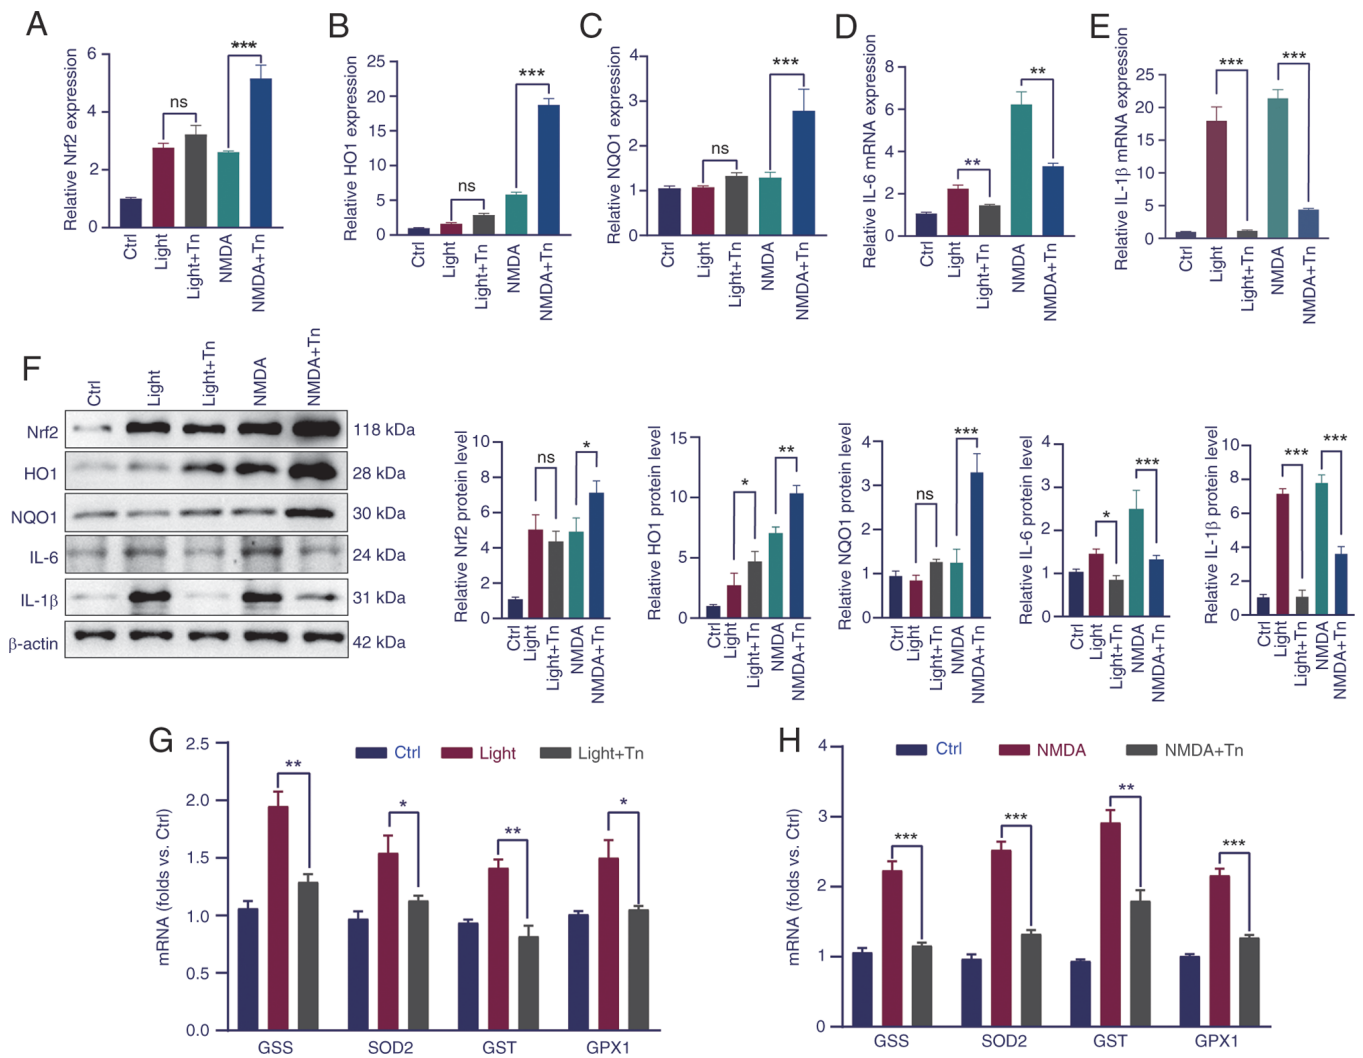 A
Relative Nrf2 expression
6
4
2
0
ns
***
Ctrl
Light
Light+Tn
NMDA
NMDA+Tn
B
Relative HO1 expression
25
20
15
10
5
0
ns
***
Ctrl
Light
Light+Tn
NMDA
NMDA+Tn
C
Relative NQO1 expression
4
3
2
1
0
ns
***
Ctrl
Light
Light+Tn
NMDA
NMDA+Tn
D
Relative IL-6 mRNA expression
8
6
4
2
0
**
**
Ctrl
Light
Light+Tn
NMDA
NMDA+Tn
E
Relative IL-1β mRNA expression
25
20
15
10
5
0
***
***
Ctrl
Light
Light+Tn
NMDA
NMDA+Tn
F
Ctrl
Light
Light+Tn
NMDA
NMDA+Tn
Nrf2 118 kDa
HO1 28 kDa
NQO1 30 kDa
IL-6 24 kDa
IL-1β 31 kDa
β-actin 42 kDa
Relative Nrf2 protein level
10
8
6
4
2
0
ns
*
Ctrl
Light
Light+Tn
NMDA
NMDA+Tn
Relative HO1 protein level
15
10
5
0
*
**
Ctrl
Light
Light+Tn
NMDA
NMDA+Tn
Relative NQO1 protein level
4
3
2
1
0
ns
***
Ctrl
Light
Light+Tn
NMDA
NMDA+Tn
Relative IL-6 protein level
4
3
2
1
0
*
***
Ctrl
Light
Light+Tn
NMDA
NMDA+Tn
Relative IL-1β protein level
10
8
6
4
2
0
***
***
Ctrl
Light
Light+Tn
NMDA
NMDA+Tn
G
mRNA (folds vs. Ctrl)
2.5
2.0
1.5
1.0
0.5
0.0
Ctrl Light Light+Tn
**
*
**
*
GSS SOD2 GST GPX1
H
mRNA (folds vs. Ctrl)
4
3
2
1
0
Ctrl NMDA NMDA+Tn
***
***
**
***
GSS SOD2 GST GPX1